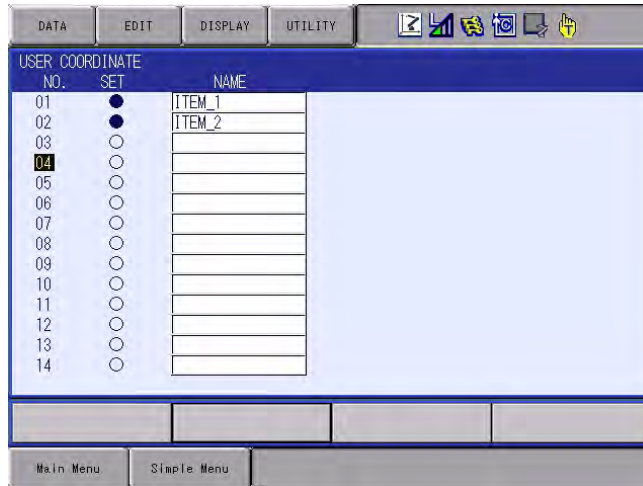 DATA EDIT DISPLAY UTILITY
USER COORDINATE
NO. SET NAME
01 ITEM_1
02 ITEM_2
03
04
05
06
07
08
09
10
11
12
13
14
Main Menu Simple Menu